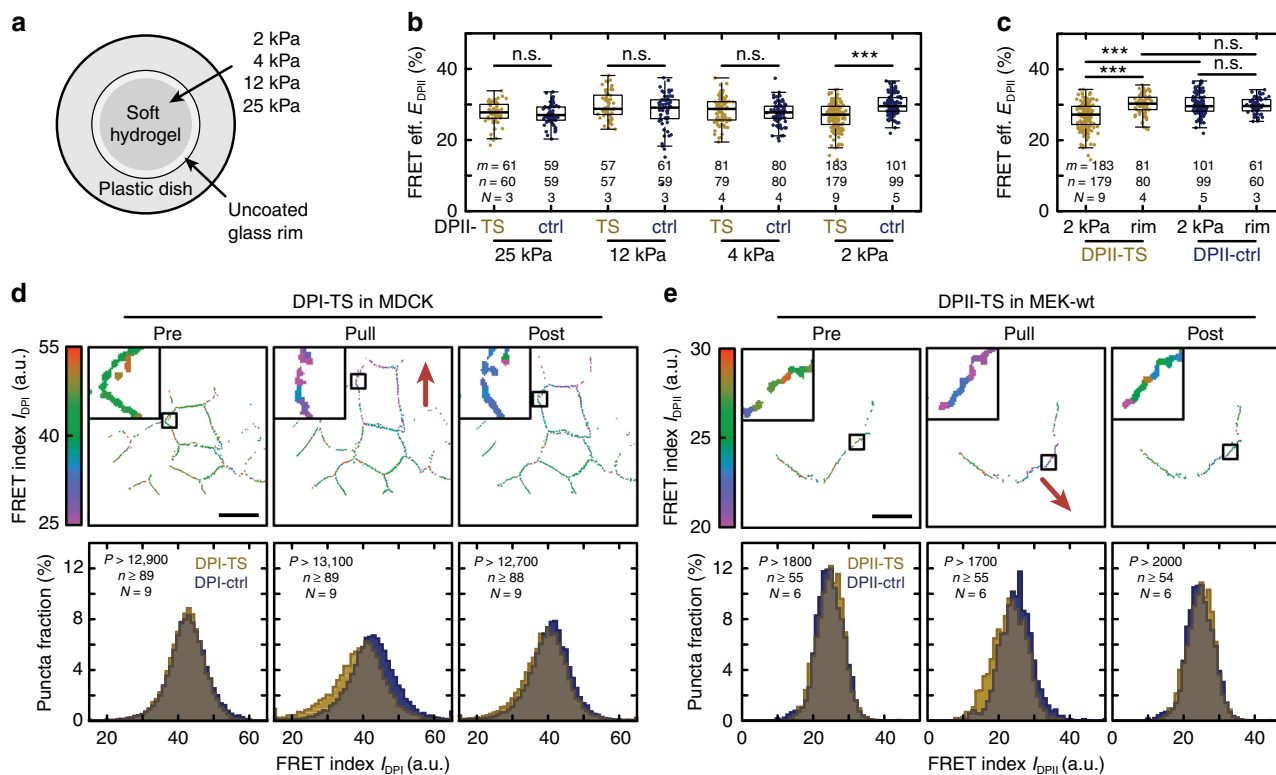 a
2 kPa
4 kPa
12 kPa
25 kPa
Soft
hydrogel
Plastic dish
Uncoated
glass rim
b
FRET eff. E_DPII (%)
40
30
20
10
0
n.s. n.s. n.s. ***
m = 61 59 57 61 81 80 183 101
n = 60 59 57 59 79 80 179 99
N = 3 3 3 3 4 4 9 5
DPII- TS ctrl TS ctrl TS ctrl TS ctrl
25 kPa 12 kPa 4 kPa 2 kPa
c
FRET eff. E_DPII (%)
40
30
20
10
0
n.s.
*** n.s.
***
m = 183 81 101 61
n = 179 80 99 60
N = 9 4 5 3
2 kPa rim 2 kPa rim
DPII-TS DPII-ctrl
d
DPI-TS in MDCK
Pre Pull Post
FRET index I_DPI (a.u.)
55
40
25
Puncta fraction (%)
12
8
4
0
P > 12,900
n ≥ 89
N = 9
DPI-TS
DPI-ctrl
P > 13,100
n ≥ 89
N = 9
P > 12,700
n ≥ 88
N = 9
20 40 60 20 40 60 20 40 60
FRET index I_DPI (a.u.)
e
DPII-TS in MEK-wt
Pre Pull Post
FRET index I_DPII (a.u.)
30
25
20
Puncta fraction (%)
12
8
4
0
P > 1800
n ≥ 55
N = 6
DPII-TS
DPII-ctrl
P > 1700
n ≥ 55
N = 6
P > 2000
n ≥ 54
N = 6
0 20 40 0 20 40 0 20 40
FRET index I_DPII (a.u.)